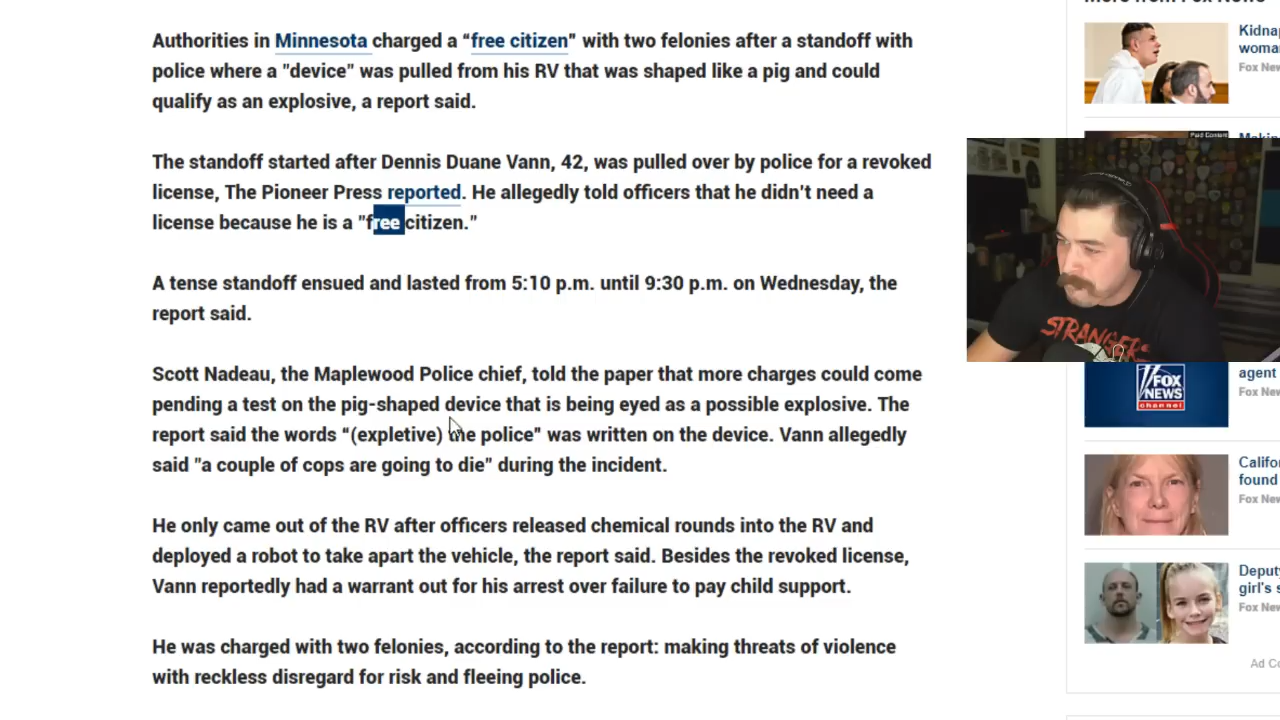 More from Fox News
Authorities in Minnesota charged a “free citizen” with two felonies after a standoff with
police where a "device" was pulled from his RV that was shaped like a pig and could
qualify as an explosive, a report said.
The standoff started after Dennis Duane Vann, 42, was pulled over by police for a revoked
license, The Pioneer Press reported. He allegedly told officers that he didn’t need a
license because he is a "free citizen.”
A tense standoff ensued and lasted from 5:10 p.m. until 9:30 p.m. on Wednesday, the
report said.
Scott Nadeau, the Maplewood Police chief, told the paper that more charges could come
pending a test on the pig-shaped device that is being eyed as a possible explosive. The
report said the words “(expletive) the police” was written on the device. Vann allegedly
said "a couple of cops are going to die” during the incident.
He only came out of the RV after officers released chemical rounds into the RV and
deployed a robot to take apart the vehicle, the report said. Besides the revoked license,
Vann reportedly had a warrant out for his arrest over failure to pay child support.
He was charged with two felonies, according to the report: making threats of violence
with reckless disregard for risk and fleeing police.
Kidnap
woma
Fox New
Paid Content
STRANGER
FOX
NEWS
channel
agent
Fox New
Califor
found
Fox New
Deputy
girl's s
Fox New
Ad Co